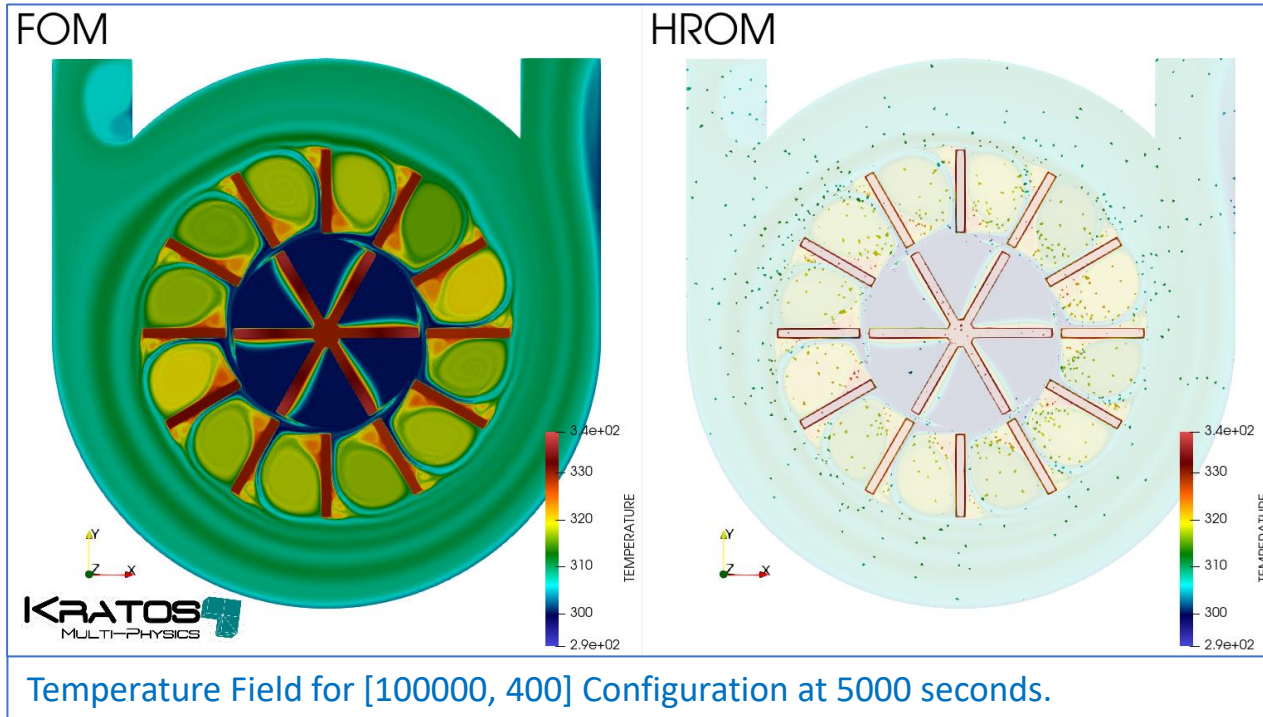 FOM
HROM
3.4e+02
330
320
310
300
2.9e+02
TEMPERATURE
Y
Z
X
KRATOS
MULTI-PHYSICS
3.4e+02
330
320
310
300
2.9e+02
TEMPERATURE
Y
Z
X
Temperature Field for [100000, 400] Configuration at 5000 seconds.